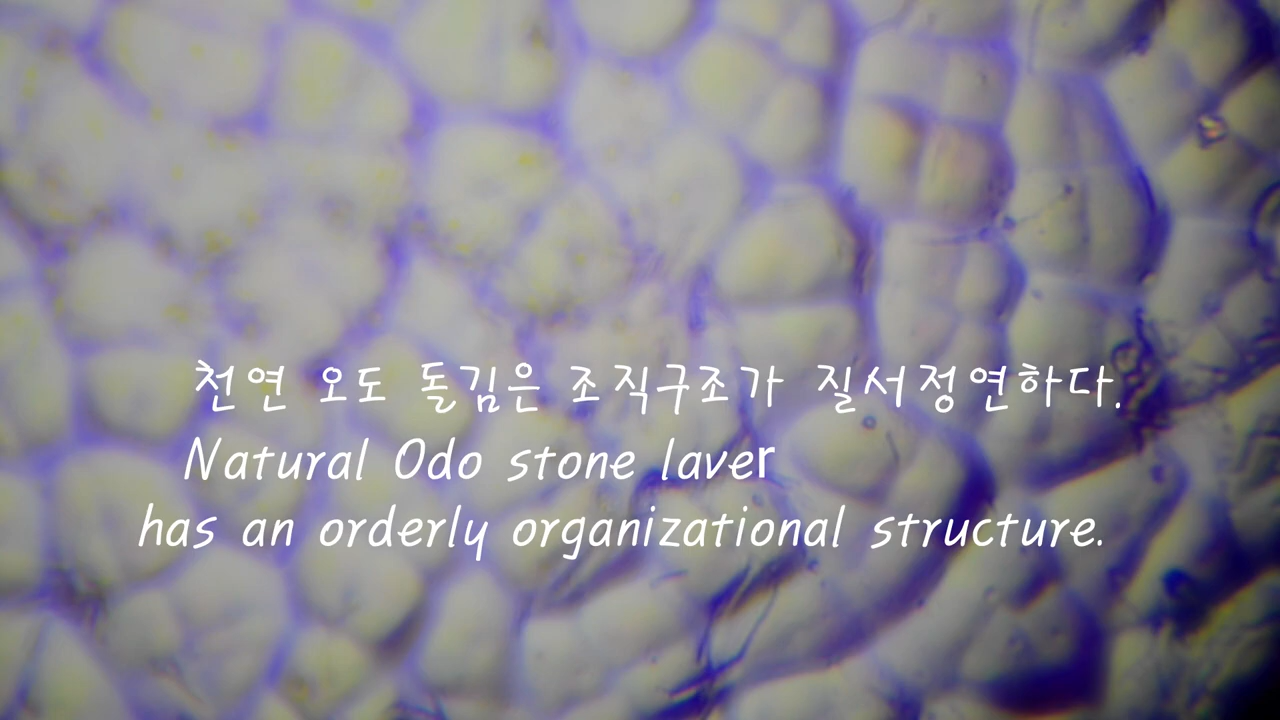 천연 오도 돌김은 조직구조가 질서정연하다.
Natural Odo stone laver
has an orderly organizational structure.